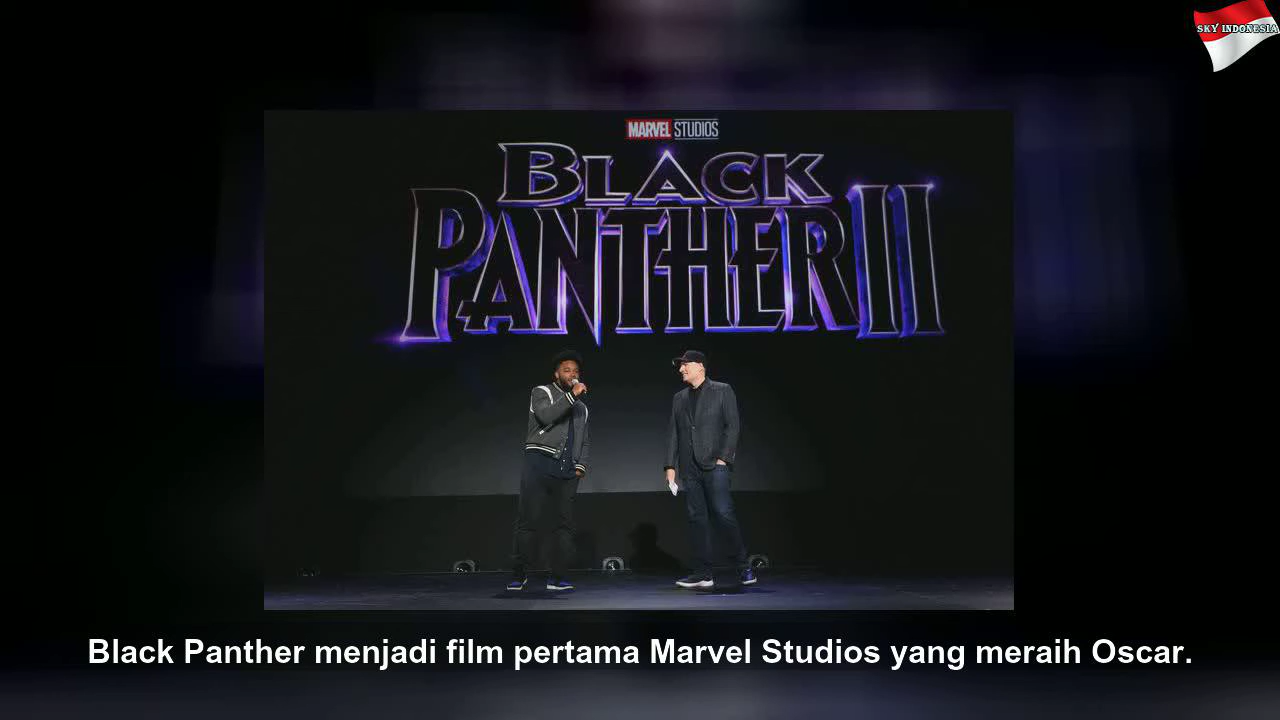 SKY INDONESIA
MARVEL STUDIOS
BLACK
PANTHER II
Black Panther menjadi film pertama Marvel Studios yang meraih Oscar.